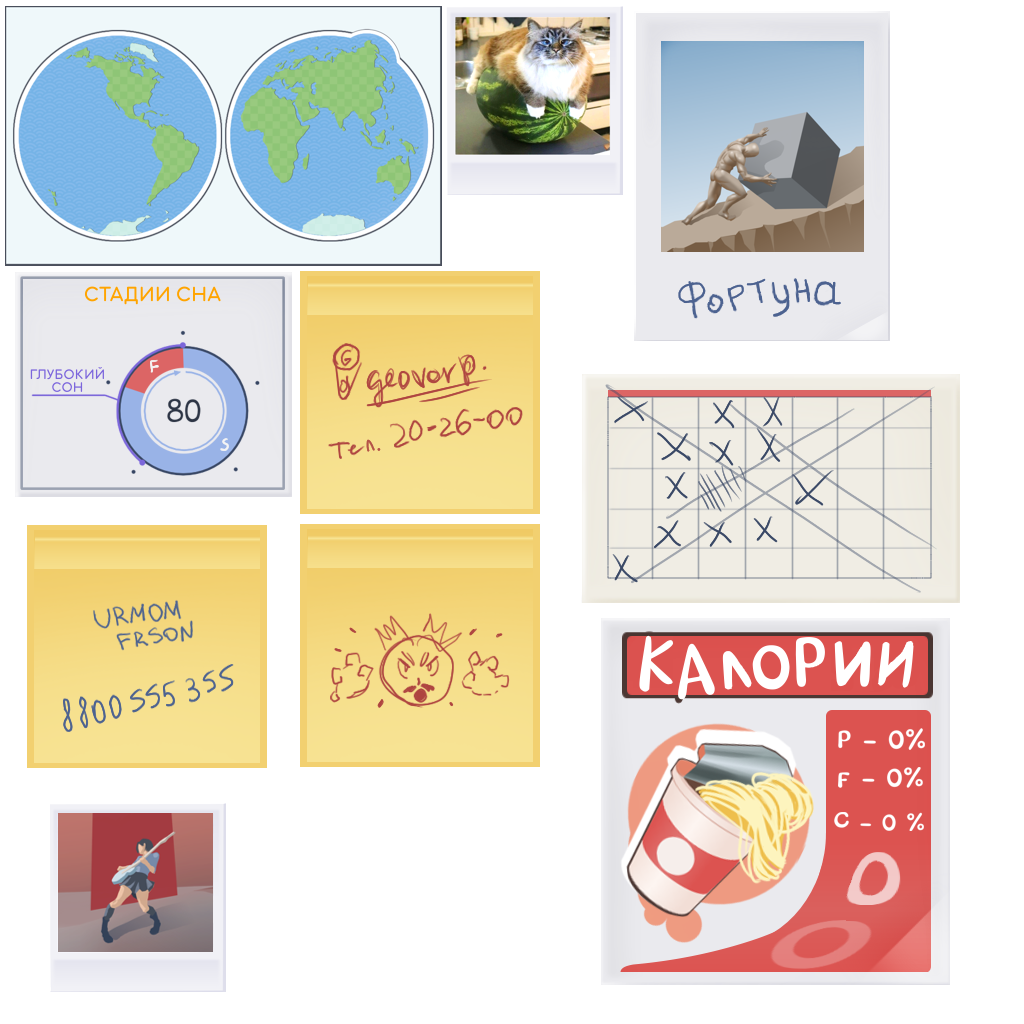 Фортуна
СТАДИИ СНА
ГЛУБОКИЙ
СОН
F
80
S
G
geovorp.
тел. 20-26-00
URMOM
FRSON
8800 555 355
КАЛОРИИ
P - 0%
F - 0%
C - 0 %
0
0